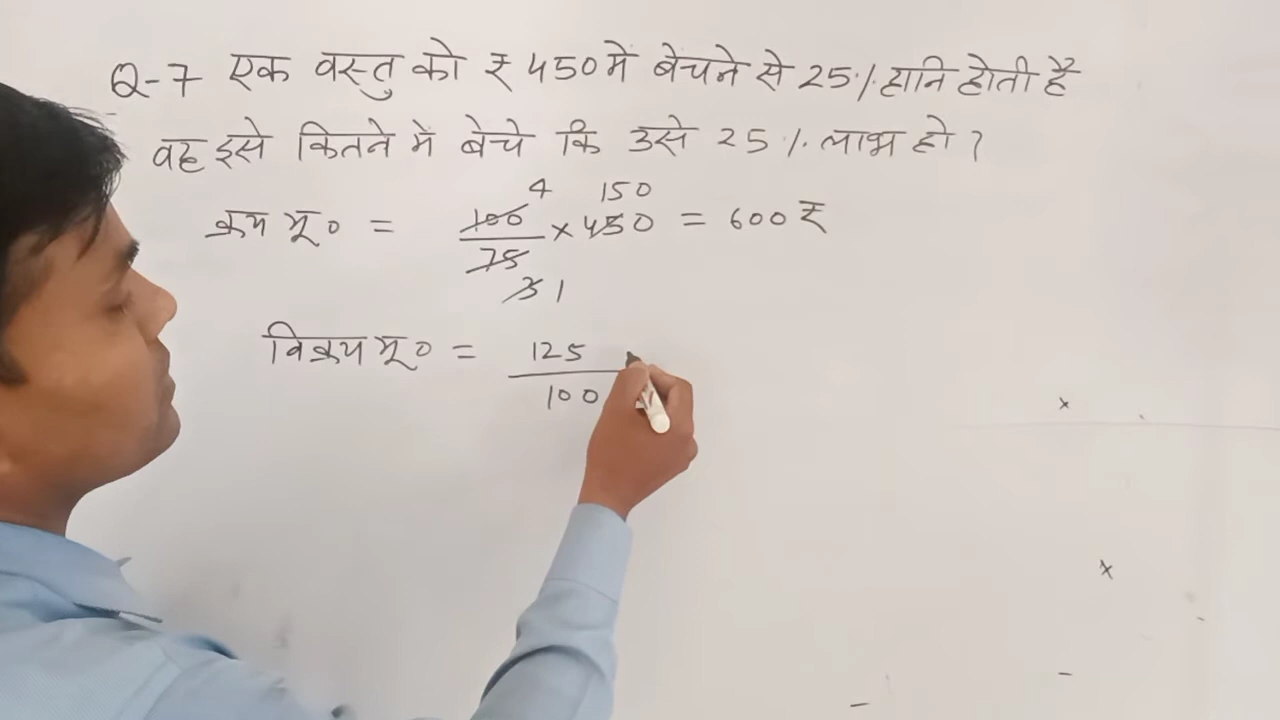 Q-7 एक वस्तु को ₹ 450 में बेचने से 25% हानि होती है
वह इसे कितने में बेचे कि उसे 25% लाभ हो ?
4 150
क्रय मू० = 100/75 × 450 = 600 ₹
3 1
विक्रय मू० = 125/100